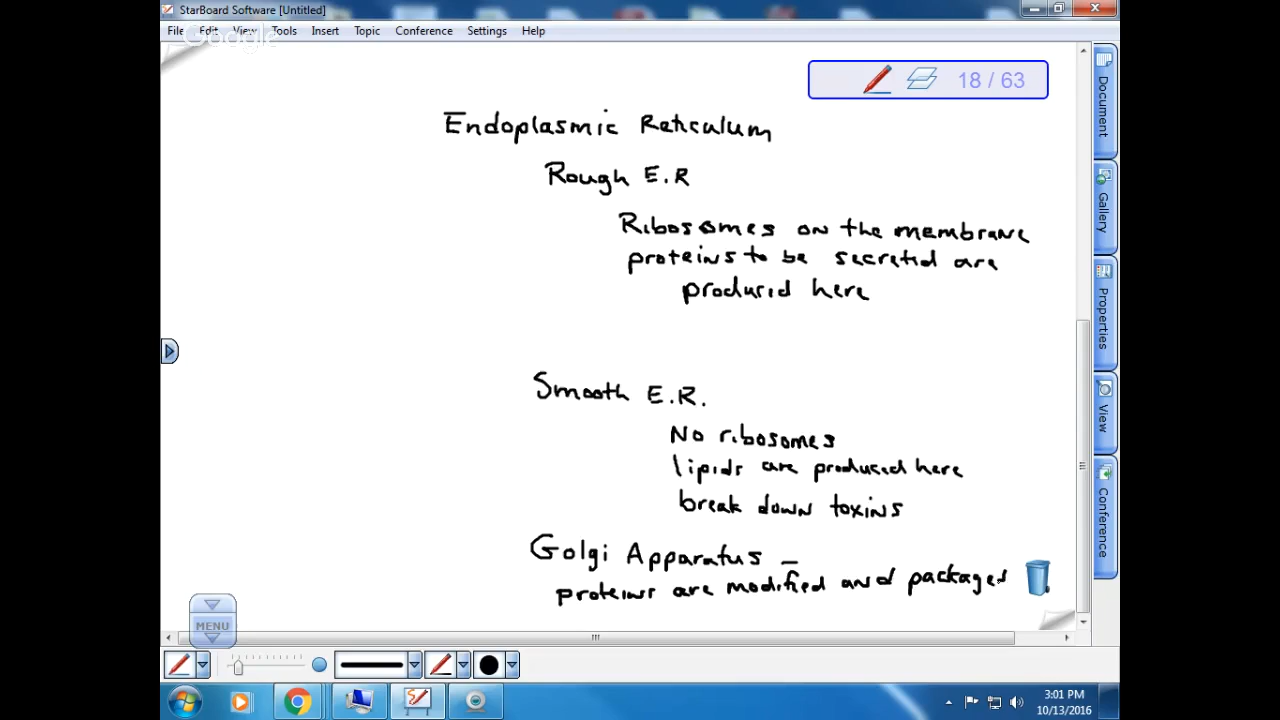 StarBoard Software [Untitled]
File Edit View Tools Insert Topic Conference Settings Help
Google
18 / 63
Endoplasmic Reticulum
Rough E.R
Ribosomes on the membrane
proteins to be secreted are
produced here
Smooth E.R.
No ribosomes
lipids are produced here
break down toxins
Golgi Apparatus –
proteins are modified and packages
Document
Gallery
Properties
View
Conference
MENU
3:01 PM
10/13/2016